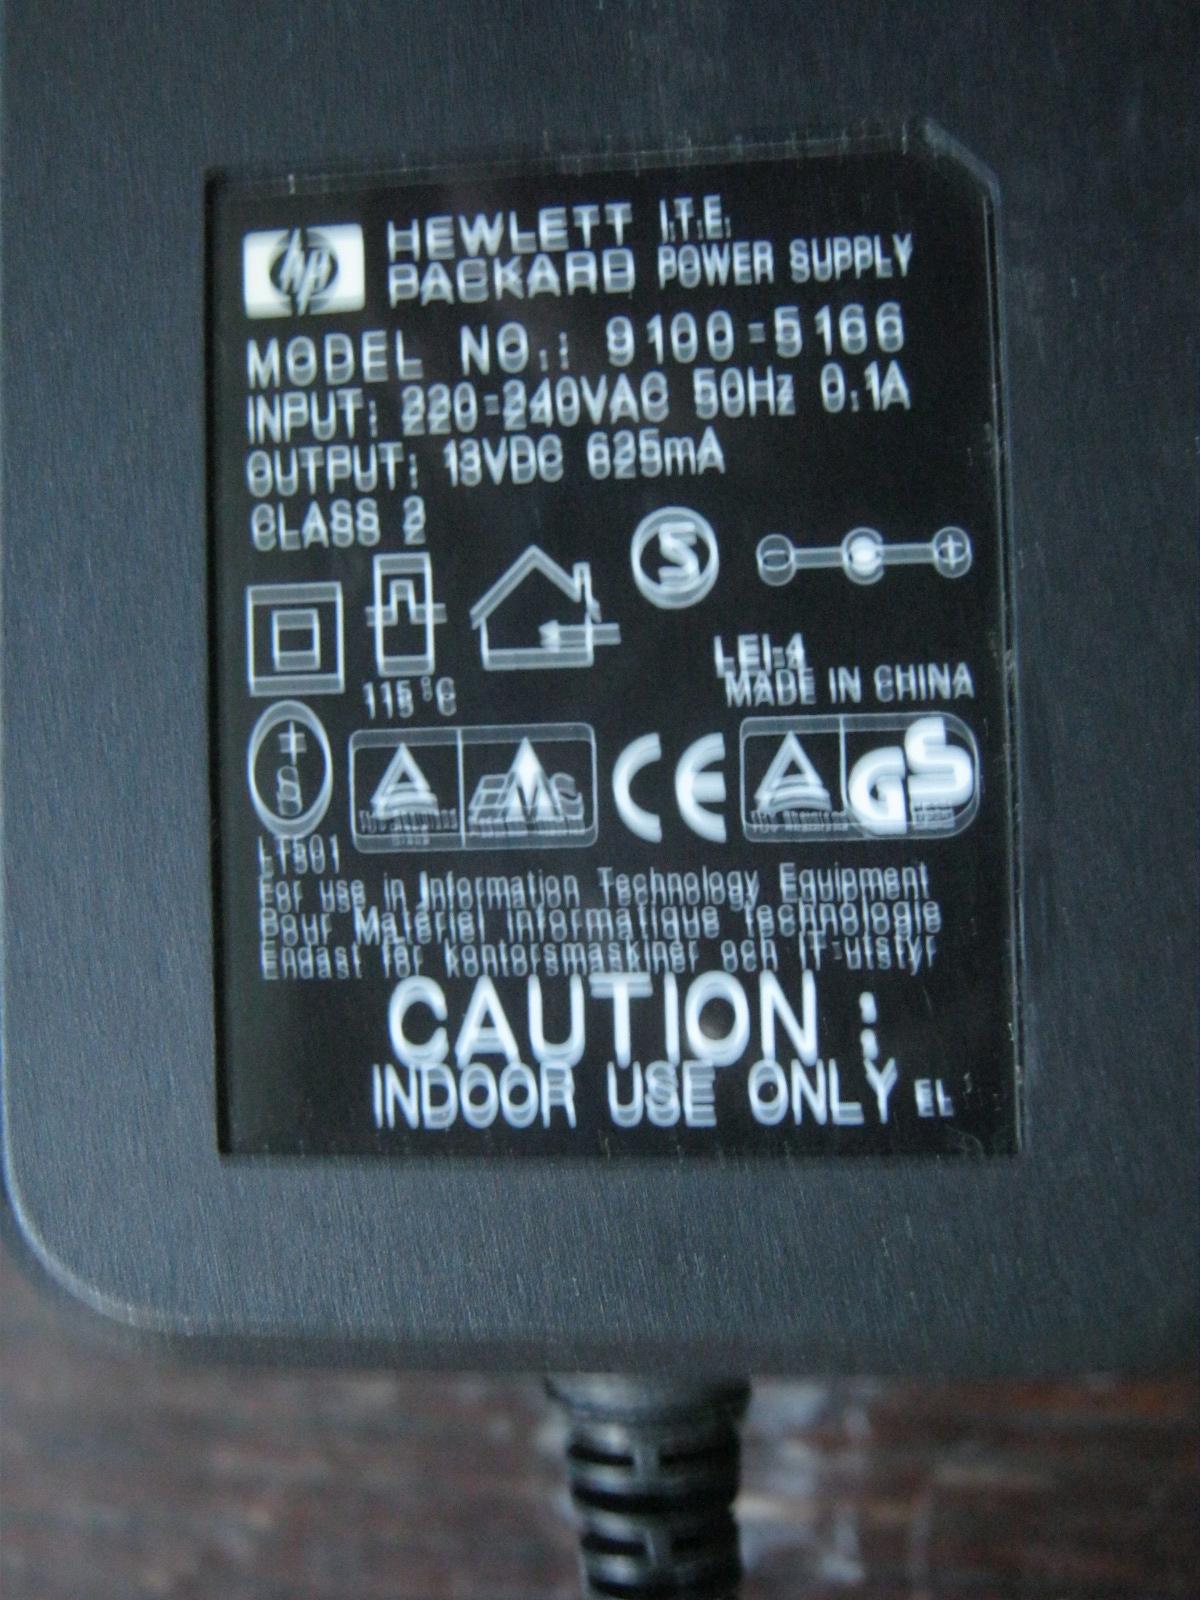 hp HEWLETT PACKARD I.T.E. POWER SUPPLY
MODEL NO.: 9100-5166
INPUT: 220-240VAC 50Hz 0.1A
OUTPUT: 13VDC 625mA
CLASS 2
S
- +
115°C
LEI-4
MADE IN CHINA
+
S
CE
GS
LT501
For use in Information Technology Equipment
Pour Matériel informatique technologie
Endast för kontorsmaskiner och IT-utstyr
CAUTION :
INDOOR USE ONLY EL